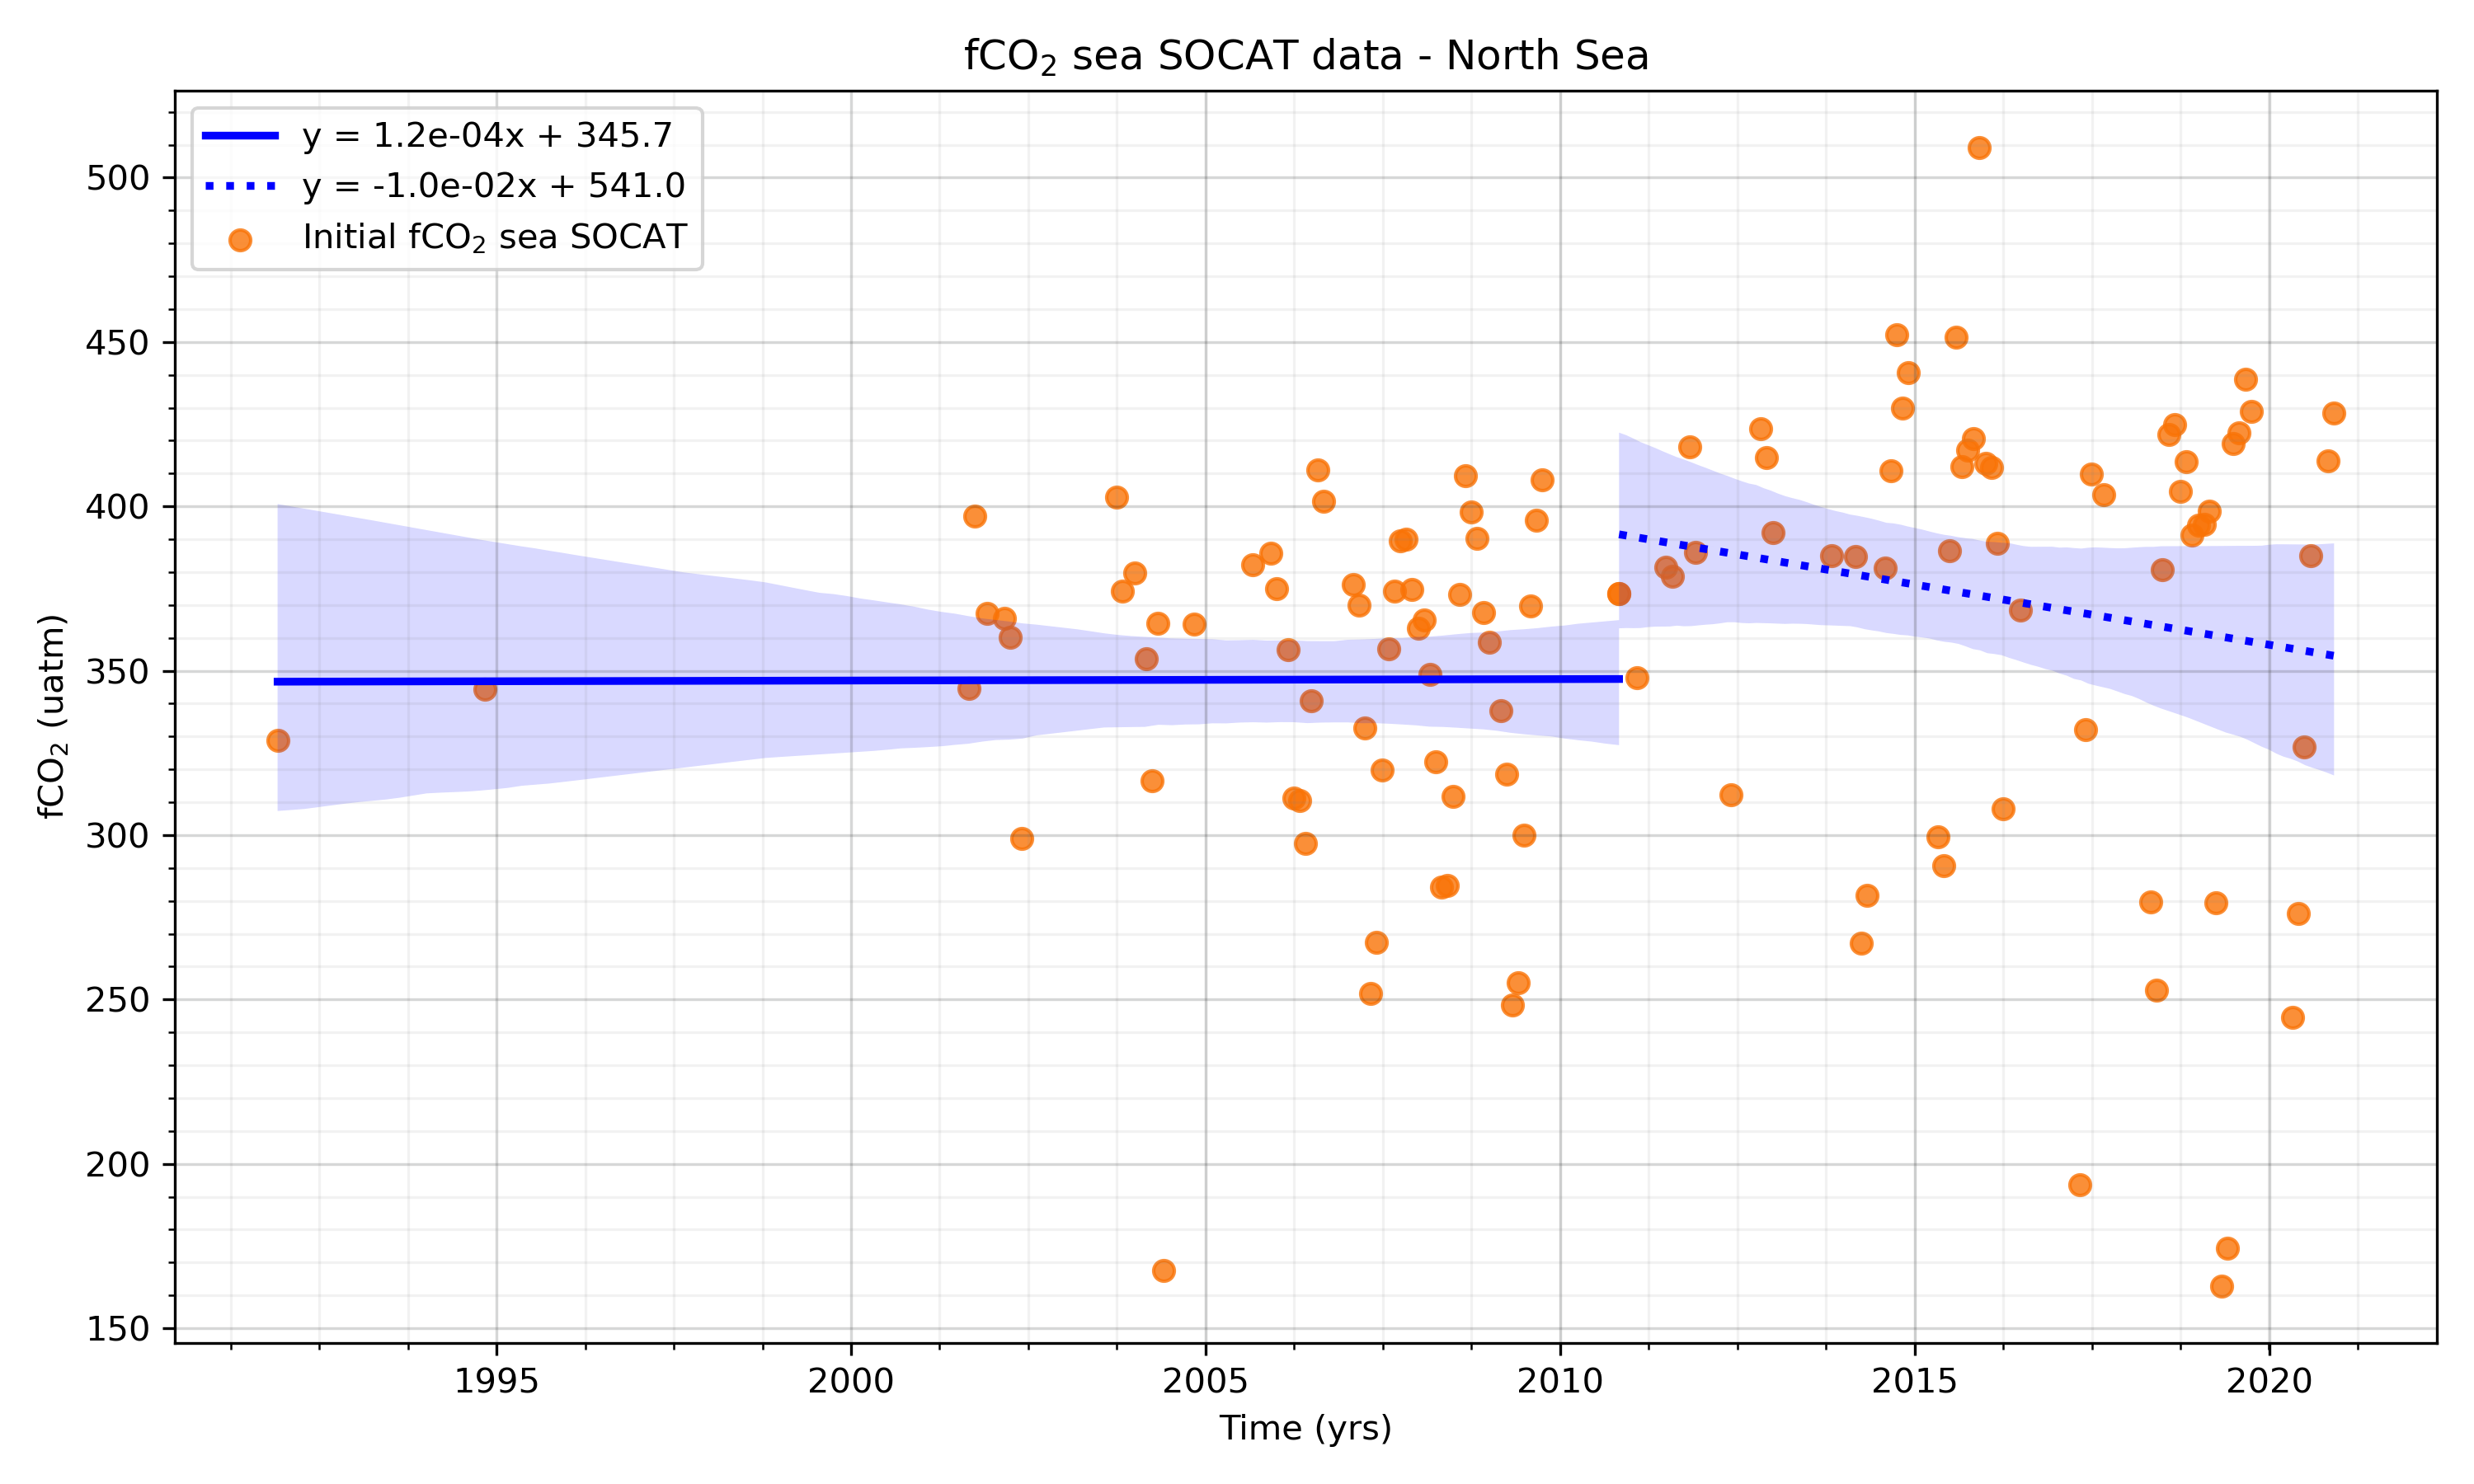 fCO₂ sea SOCAT data - North Sea
y = 1.2e-04x + 345.7
y = -1.0e-02x + 541.0
Initial fCO₂ sea SOCAT
500
450
400
350
300
250
200
150
fCO₂ (uatm)
1995 2000 2005 2010 2015 2020
Time (yrs)